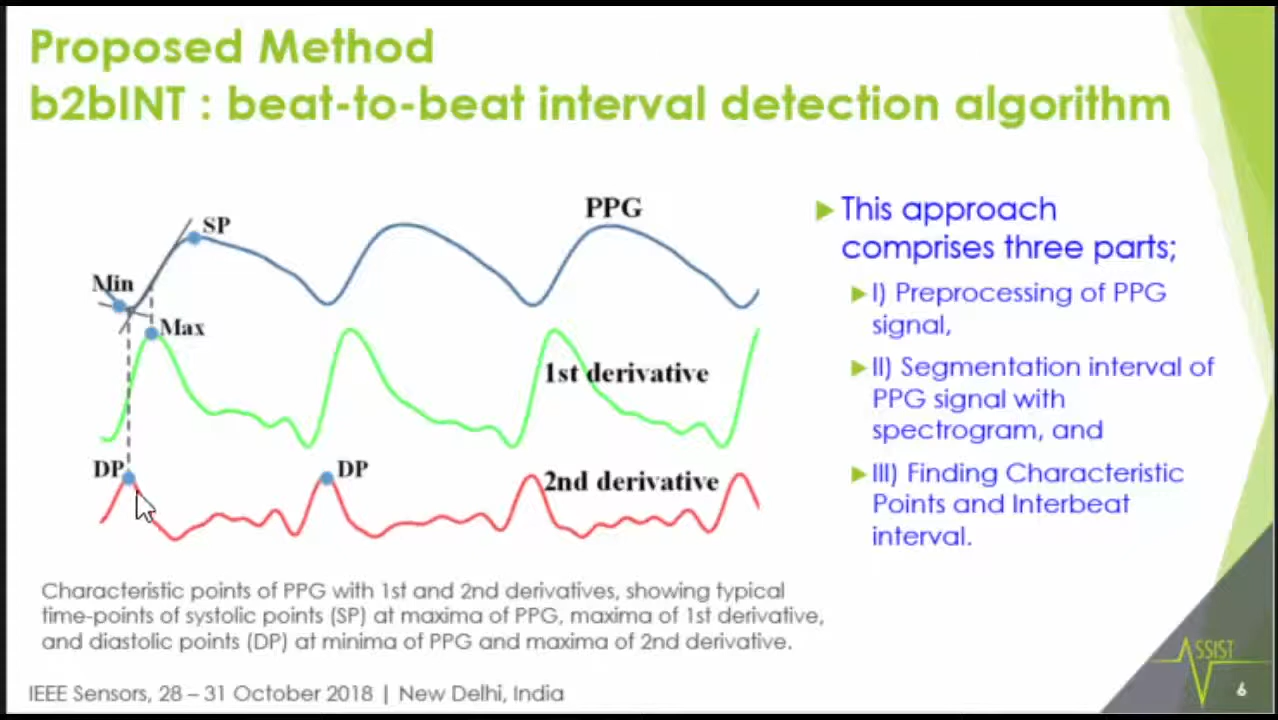 Proposed Method
b2bINT : beat-to-beat interval detection algorithm
SP
PPG
Min
Max
1st derivative
DP
DP
2nd derivative
This approach
comprises three parts;
I) Preprocessing of PPG
signal,
II) Segmentation interval of
PPG signal with
spectrogram, and
III) Finding Characteristic
Points and Interbeat
interval.
Characteristic points of PPG with 1st and 2nd derivatives, showing typical
time-points of systolic points (SP) at maxima of PPG, maxima of 1st derivative,
and diastolic points (DP) at minima of PPG and maxima of 2nd derivative.
IEEE Sensors, 28 – 31 October 2018 | New Delhi, India
ASSIST
6